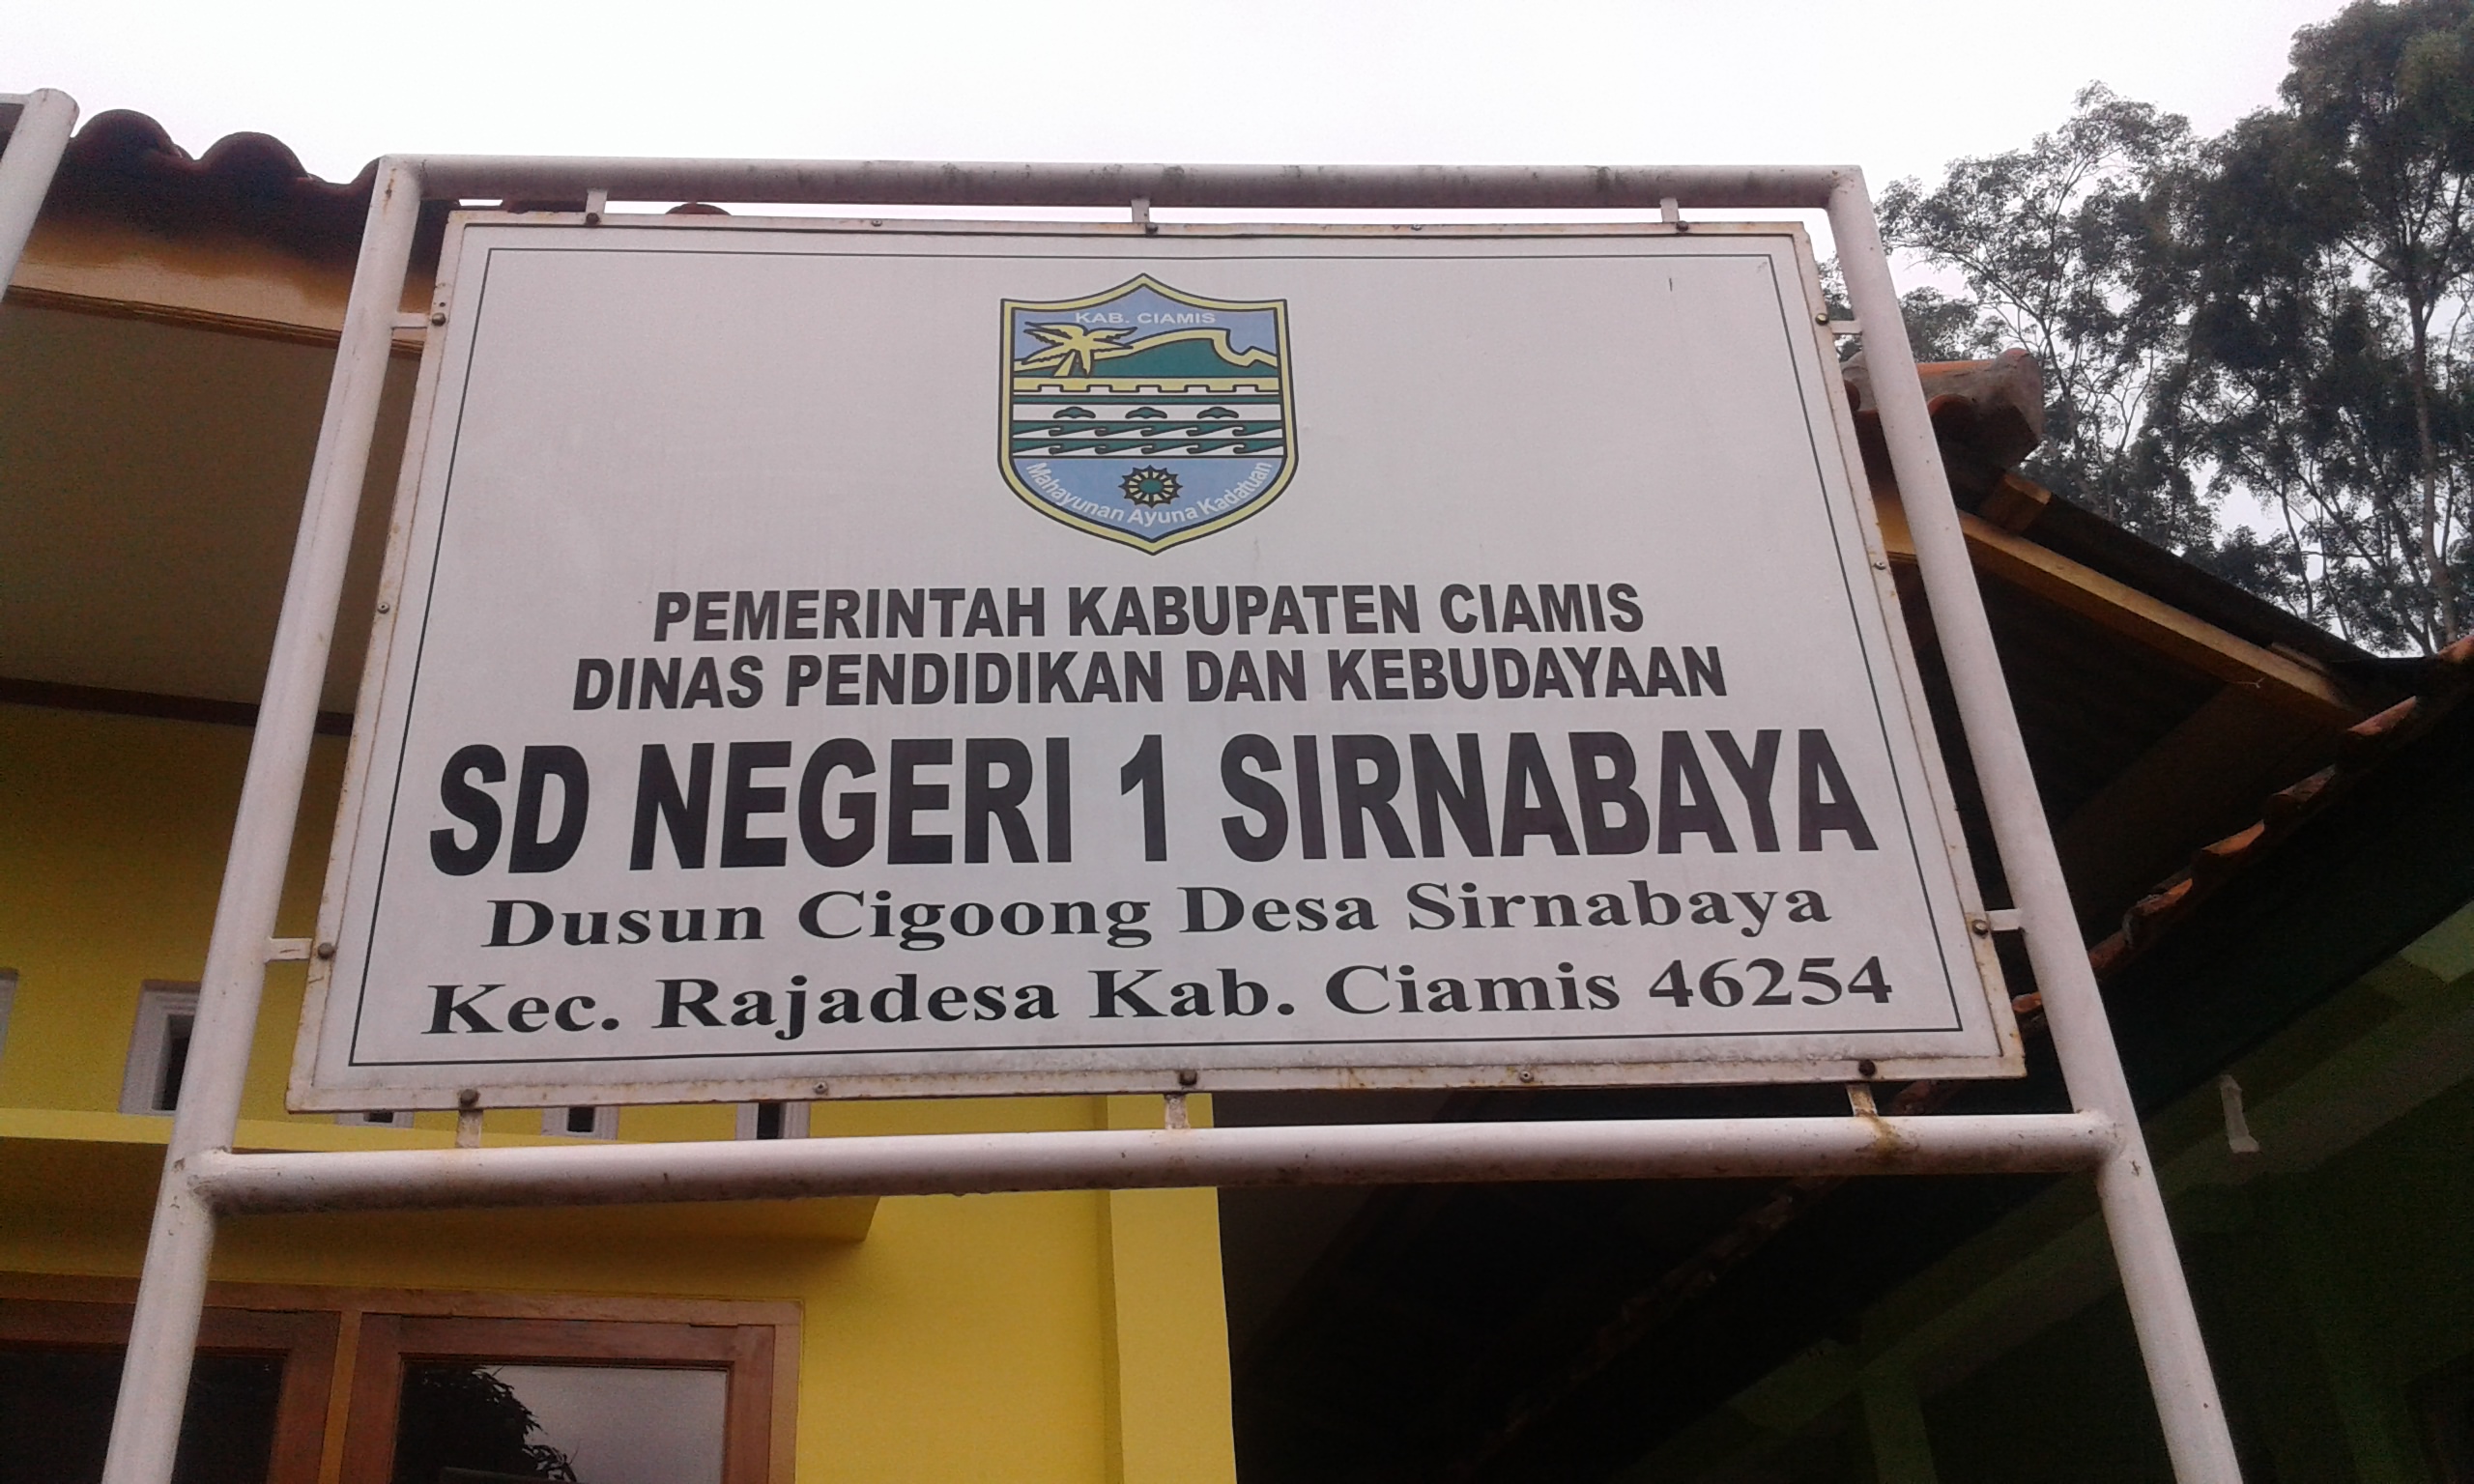 KAB. CIAMIS
Mahayunan Ayuna Kadatuan
PEMERINTAH KABUPATEN CIAMIS
DINAS PENDIDIKAN DAN KEBUDAYAAN
SD NEGERI 1 SIRNABAYA
Dusun Cigoong Desa Sirnabaya
Kec. Rajadesa Kab. Ciamis 46254